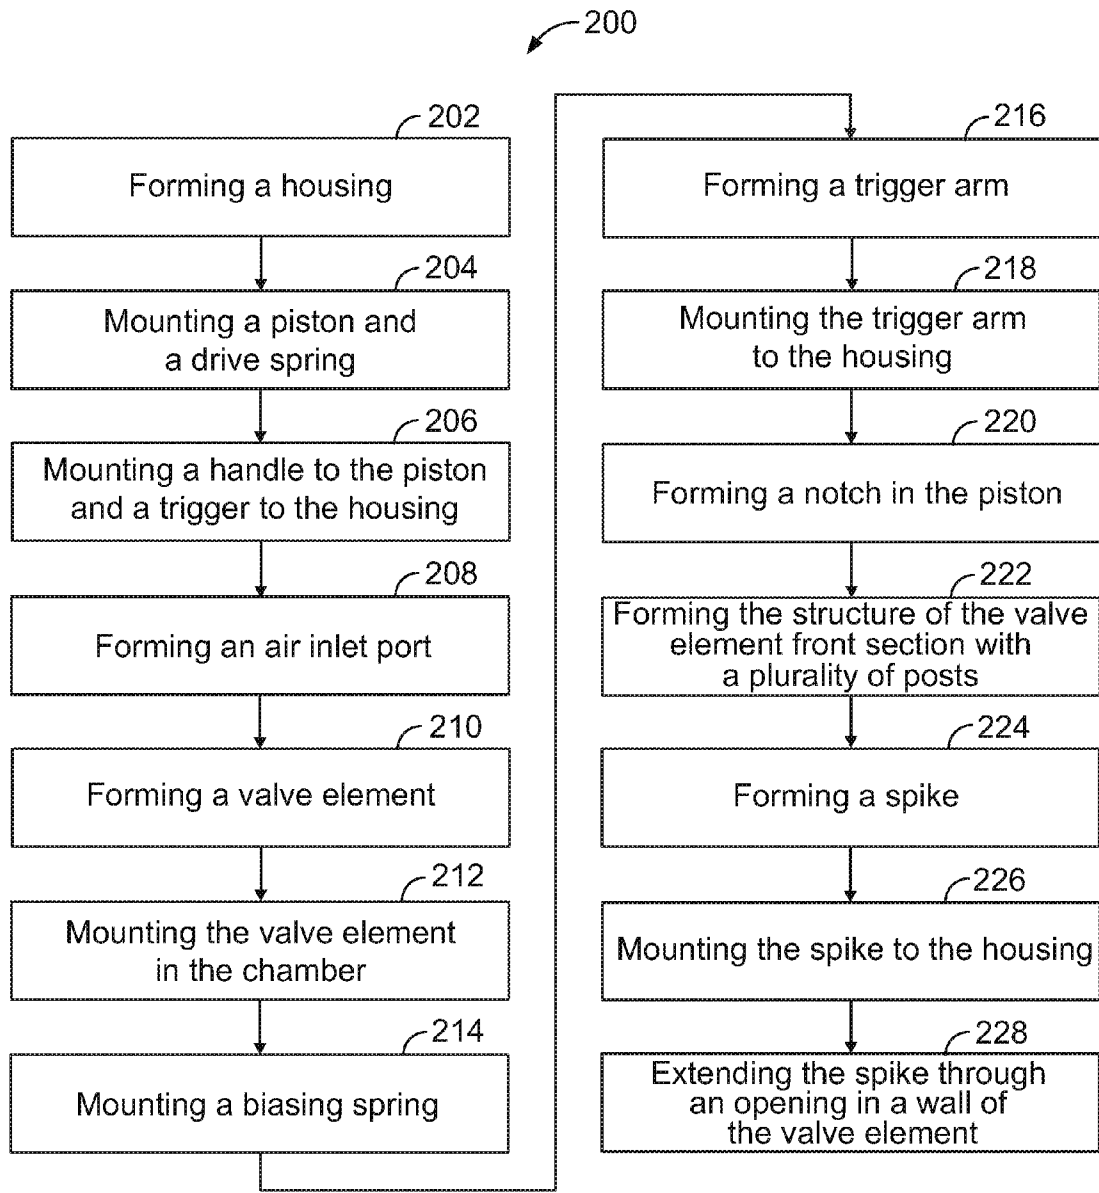 200
202
Forming a housing
204
Mounting a piston and
a drive spring
206
Mounting a handle to the piston
and a trigger to the housing
208
Forming an air inlet port
210
Forming a valve element
212
Mounting the valve element
in the chamber
214
Mounting a biasing spring
216
Forming a trigger arm
218
Mounting the trigger arm
to the housing
220
Forming a notch in the piston
222
Forming the structure of the valve
element front section with
a plurality of posts
224
Forming a spike
226
Mounting the spike to the housing
228
Extending the spike through
an opening in a wall of
the valve element